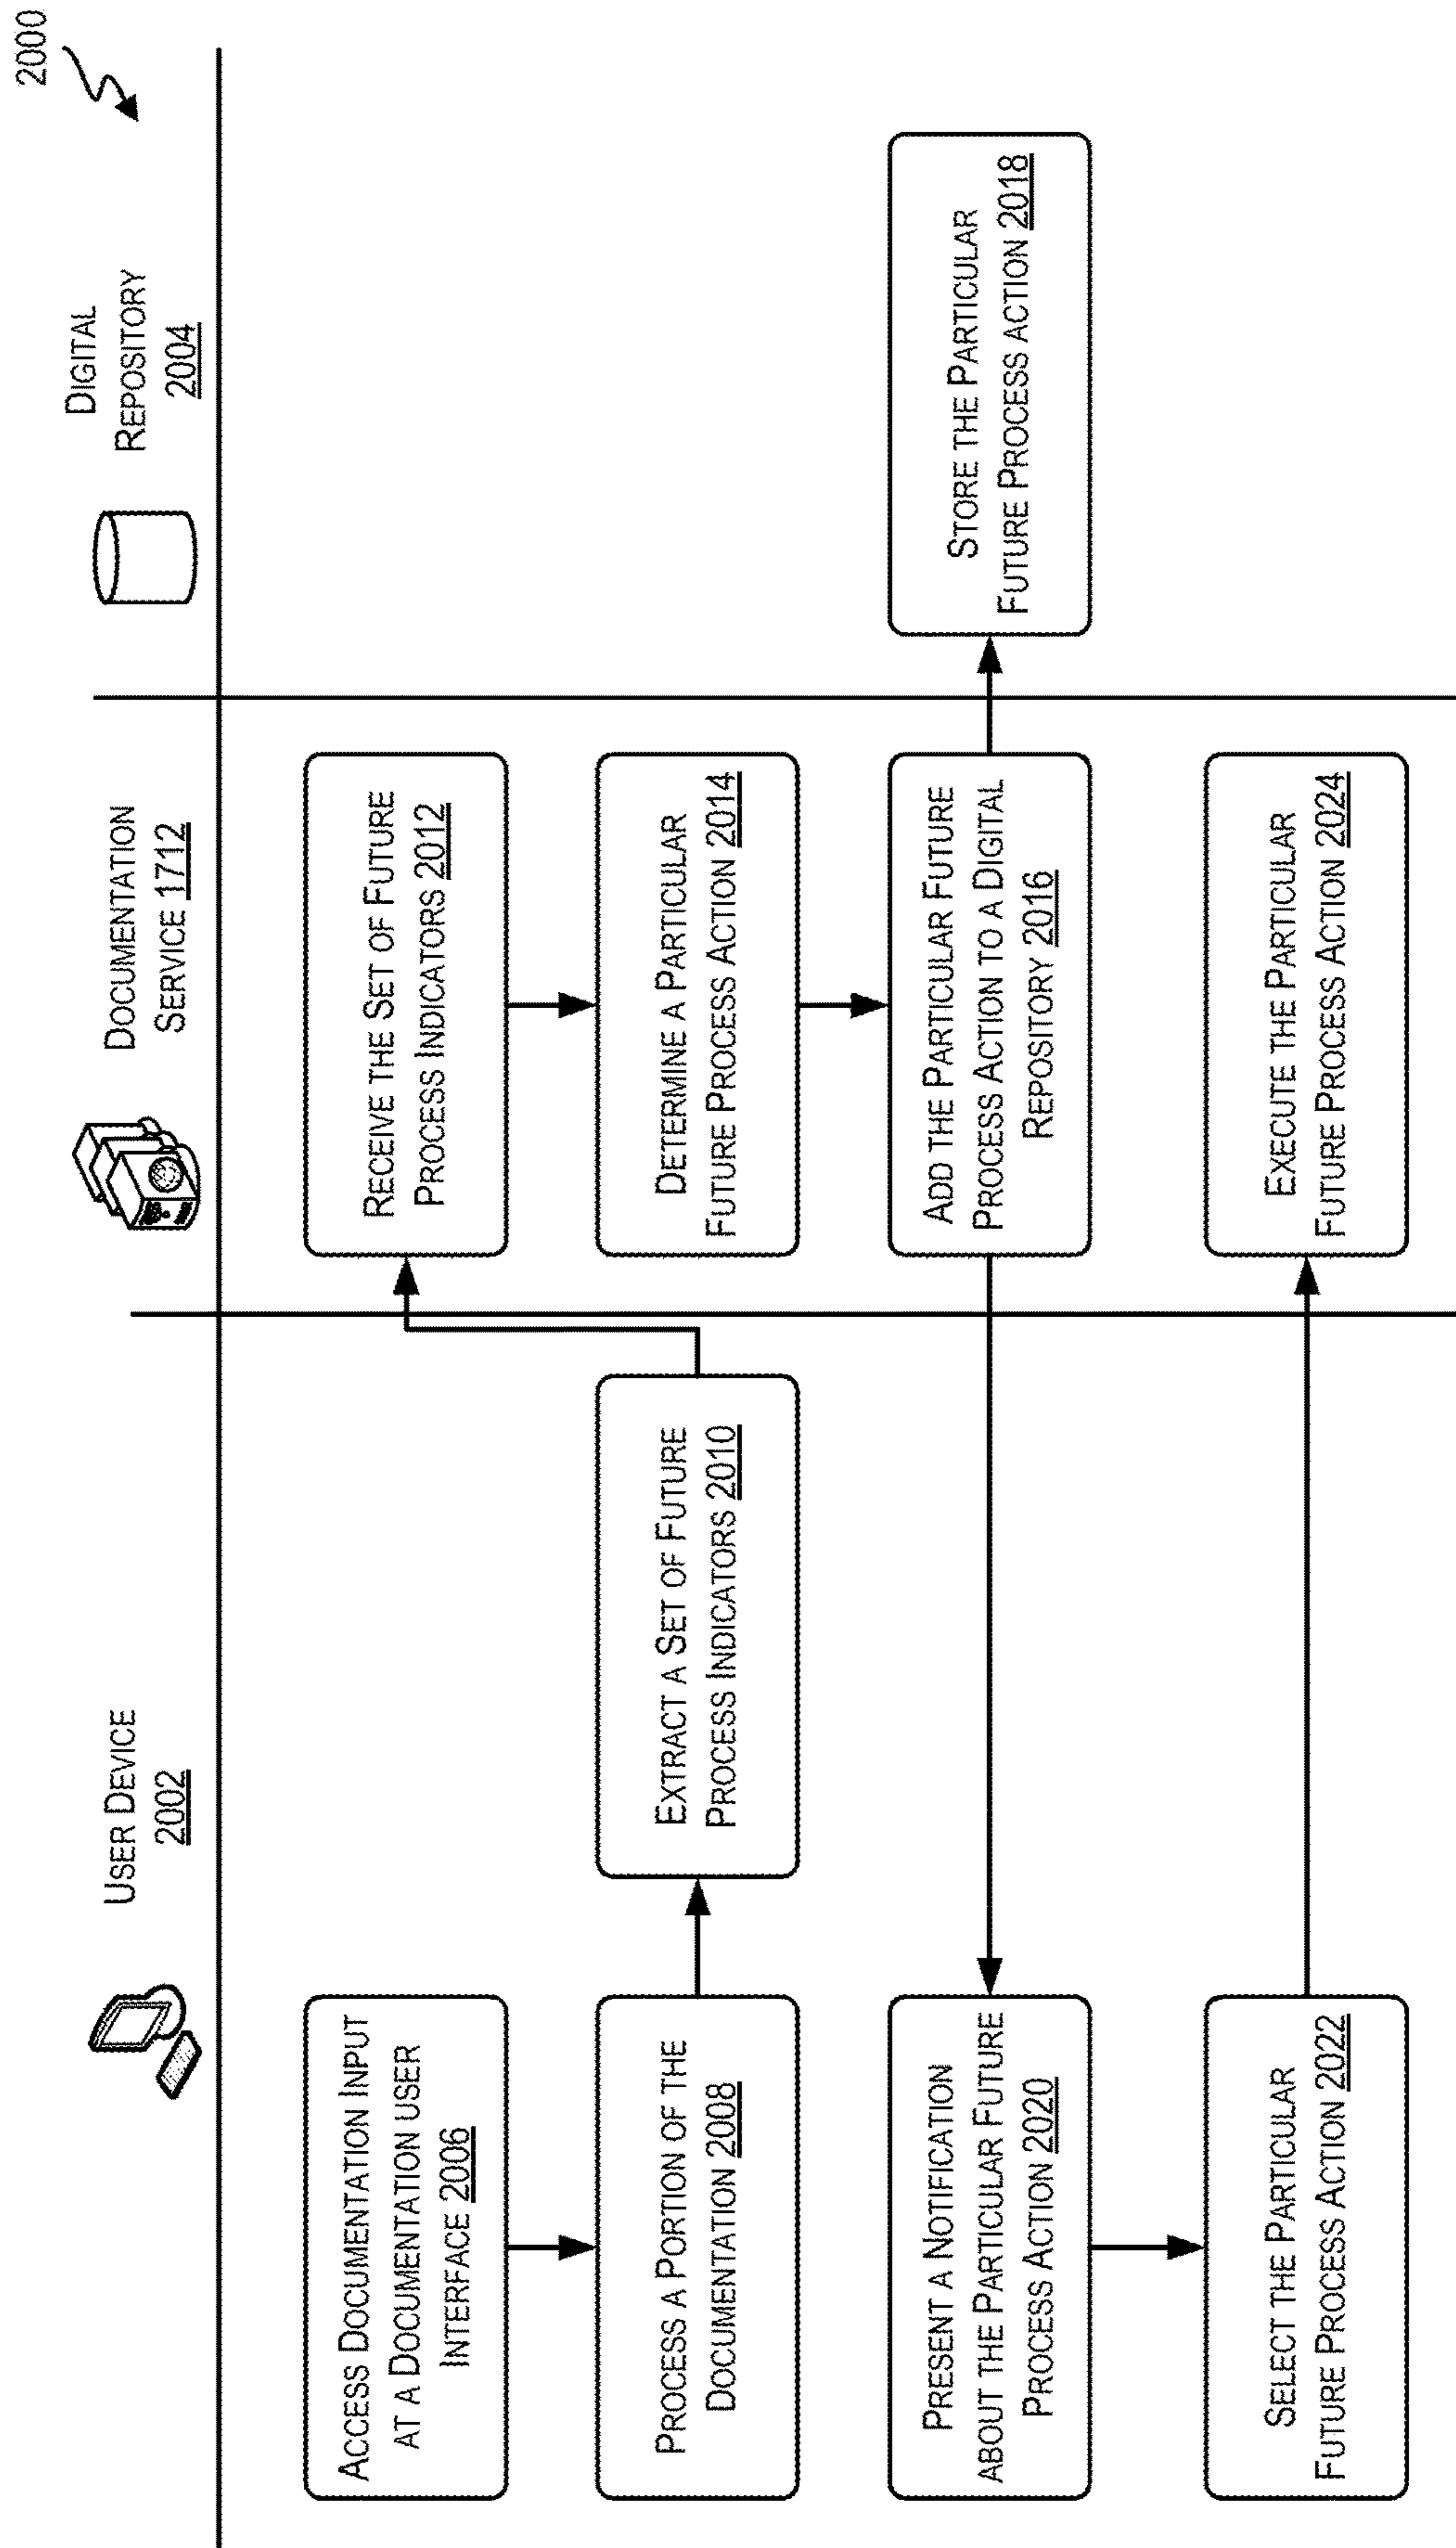 2000
USER DEVICE
2002
DOCUMENTATION
SERVICE 1712
DIGITAL
REPOSITORY
2004
ACCESS DOCUMENTATION INPUT
AT A DOCUMENTATION USER
INTERFACE 2006
PROCESS A PORTION OF THE
DOCUMENTATION 2008
EXTRACT A SET OF FUTURE
PROCESS INDICATORS 2010
RECEIVE THE SET OF FUTURE
PROCESS INDICATORS 2012
DETERMINE A PARTICULAR
FUTURE PROCESS ACTION 2014
ADD THE PARTICULAR FUTURE
PROCESS ACTION TO A DIGITAL
REPOSITORY 2016
STORE THE PARTICULAR
FUTURE PROCESS ACTION 2018
PRESENT A NOTIFICATION
ABOUT THE PARTICULAR FUTURE
PROCESS ACTION 2020
SELECT THE PARTICULAR
FUTURE PROCESS ACTION 2022
EXECUTE THE PARTICULAR
FUTURE PROCESS ACTION 2024